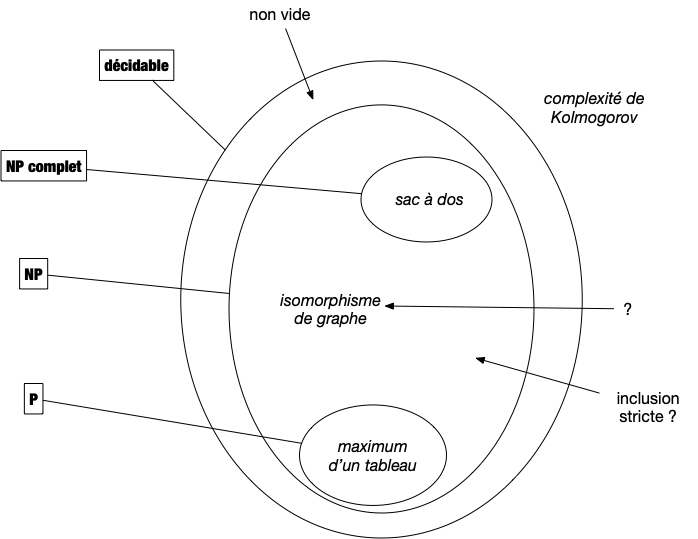 non vide
décidable
complexité de
Kolmogorov
NP complet
sac à dos
NP
isomorphisme
de graphe
?
P
inclusion
stricte ?
maximum
d'un tableau